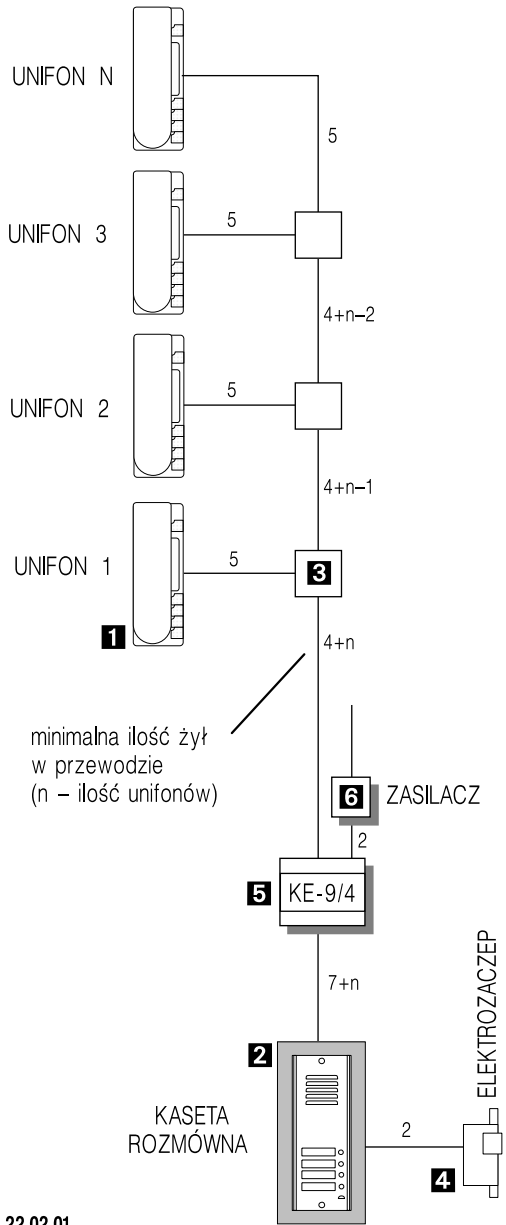 UNIFON N
5
UNIFON 3
5
4+n–2
UNIFON 2
5
4+n–1
UNIFON 1
5
3
1
4+n
minimalna ilość żył
w przewodzie
(n – ilość unifonów)
6 ZASILACZ
2
5 KE-9/4
7+n
ELEKTROZACZEP
2
KASETA
ROZMÓWNA
2
4